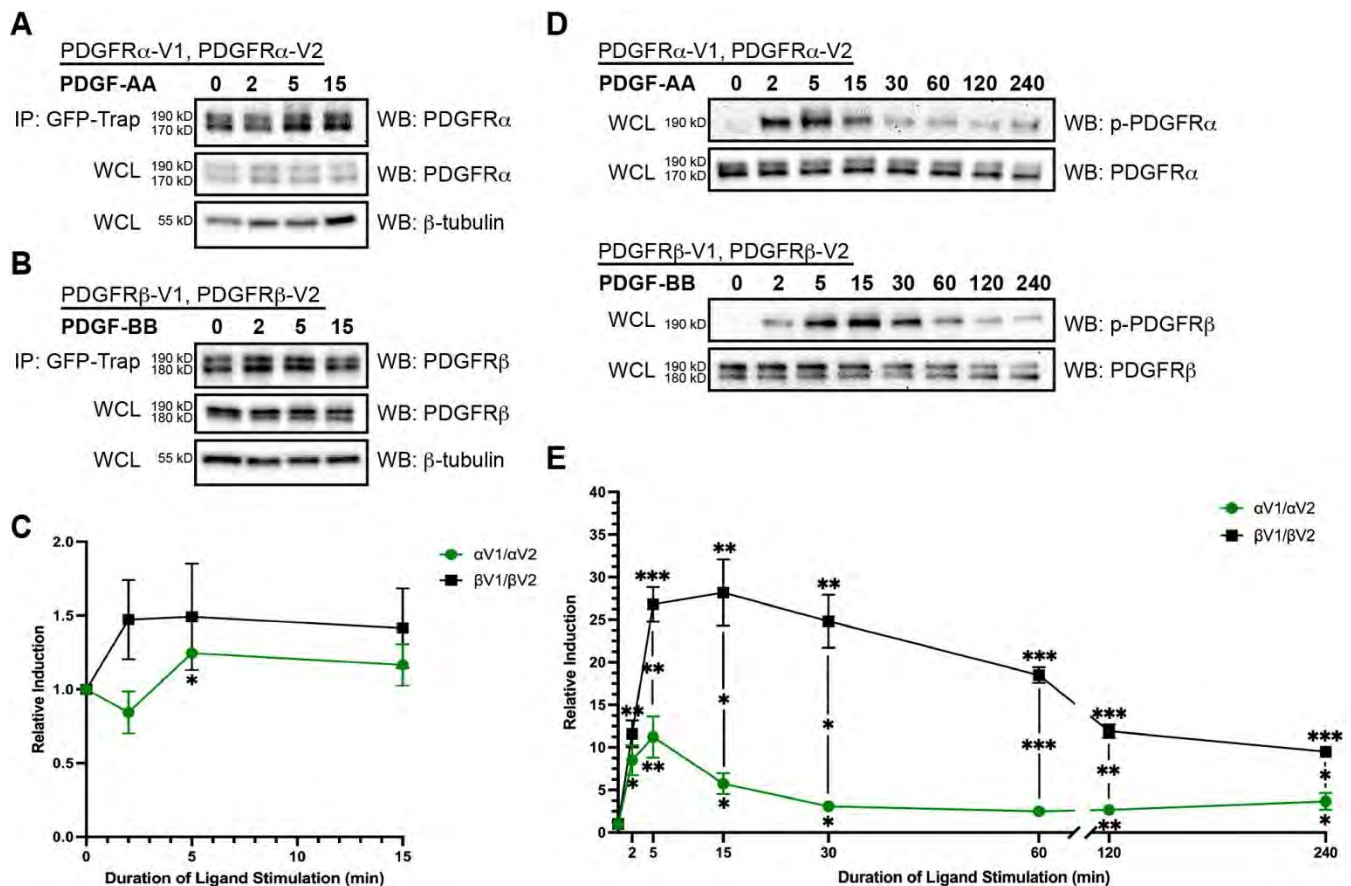 A
PDGFRα-V1, PDGFRα-V2
PDGF-AA 0 2 5 15
IP: GFP-Trap 190 kD 170 kD WB: PDGFRα
WCL 190 kD 170 kD WB: PDGFRα
WCL 55 kD WB: β-tubulin
B
PDGFRβ-V1, PDGFRβ-V2
PDGF-BB 0 2 5 15
IP: GFP-Trap 190 kD 180 kD WB: PDGFRβ
WCL 190 kD 180 kD WB: PDGFRβ
WCL 55 kD WB: β-tubulin
C
2.0
1.5
1.0
0.5
0.0
Relative Induction
*
αV1/αV2
βV1/βV2
0 5 10 15
Duration of Ligand Stimulation (min)
D
PDGFRα-V1, PDGFRα-V2
PDGF-AA 0 2 5 15 30 60 120 240
WCL 190 kD WB: p-PDGFRα
WCL 190 kD 170 kD WB: PDGFRα
PDGFRβ-V1, PDGFRβ-V2
PDGF-BB 0 2 5 15 30 60 120 240
WCL 190 kD WB: p-PDGFRβ
WCL 190 kD 180 kD WB: PDGFRβ
E
40
35
30
25
20
15
10
5
0
Relative Induction
αV1/αV2
βV1/βV2
** *** ** ** *** *** ***
** * * *** ** *
* ** * * ** *
2 5 15 30 60 120 240
Duration of Ligand Stimulation (min)